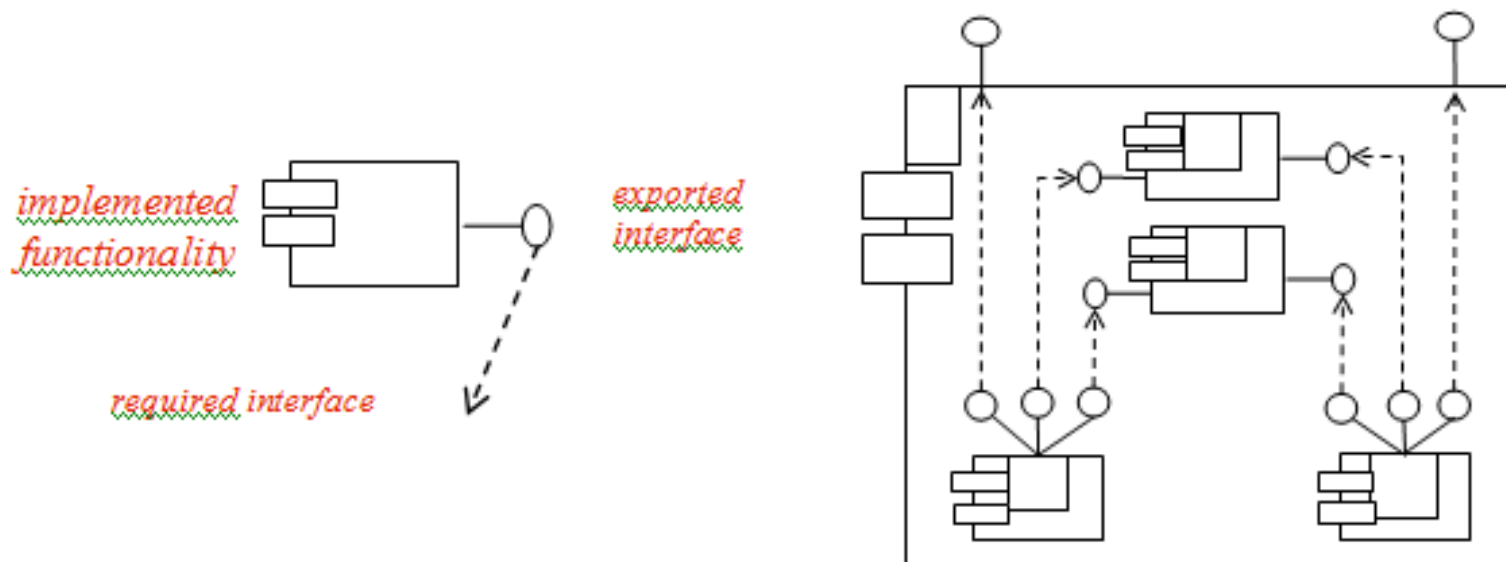 implemented
functionality
exported
interface
required interface